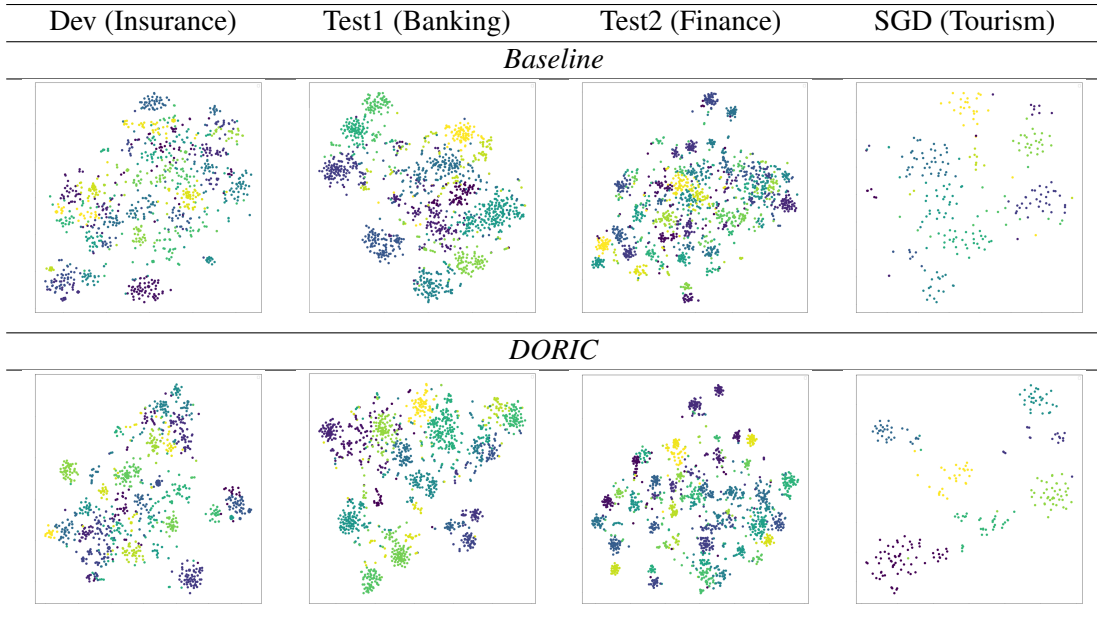 Dev (Insurance) Test1 (Banking) Test2 (Finance) SGD (Tourism)
Baseline
DORIC